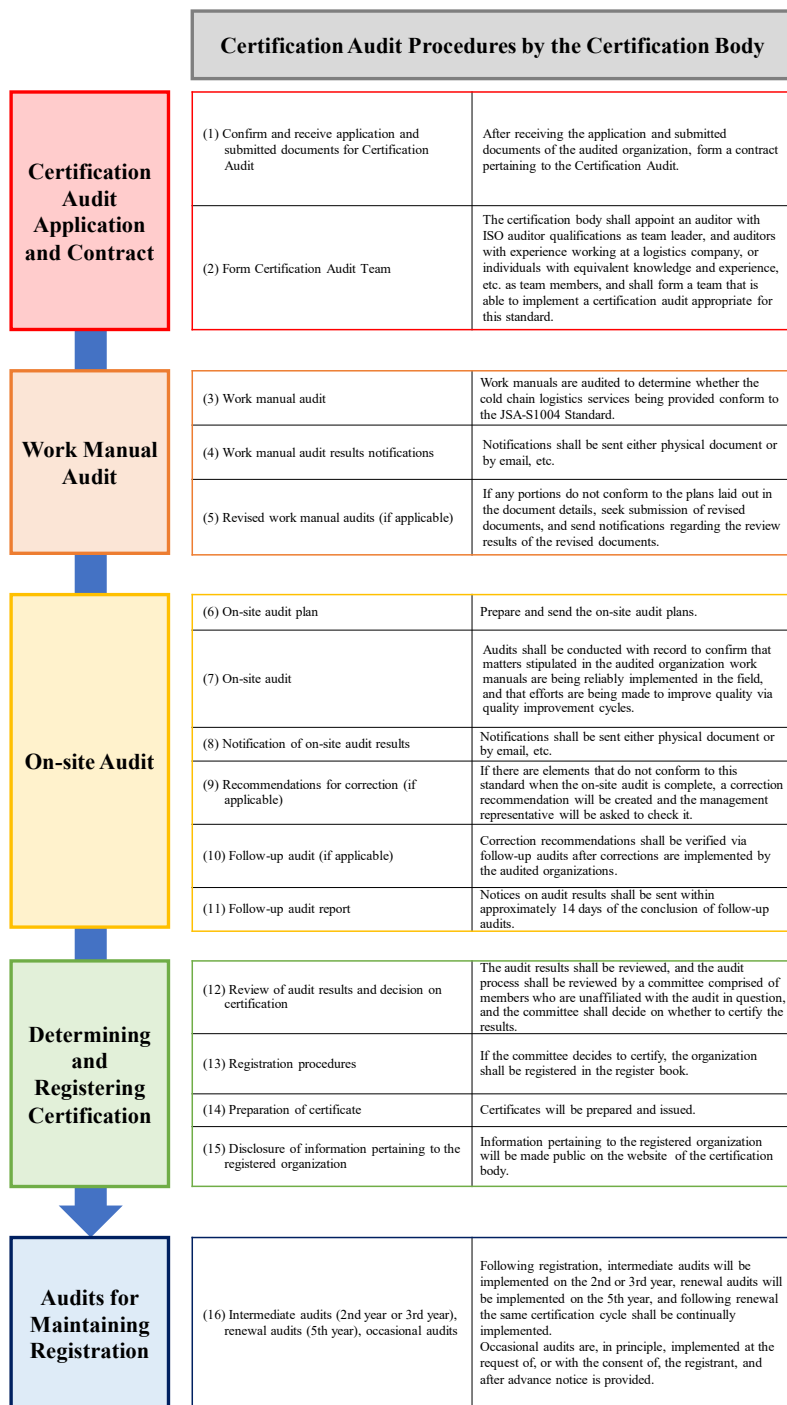 Certification Audit Procedures by the Certification Body
Certification
Audit
Application
and Contract
(1) Confirm and receive application and
submitted documents for Certification
Audit
After receiving the application and submitted
documents of the audited organization, form a contract
pertaining to the Certification Audit.
(2) Form Certification Audit Team
The certification body shall appoint an auditor with
ISO auditor qualifications as team leader, and auditors
with experience working at a logistics company, or
individuals with equivalent knowledge and experience,
etc. as team members, and shall form a team that is
able to implement a certification audit appropriate for
this standard.
Work Manual
Audit
(3) Work manual audit
Work manuals are audited to determine whether the
cold chain logistics services being provided conform to
the JSA-S1004 Standard.
(4) Work manual audit results notifications
Notifications shall be sent either physical document or
by email, etc.
(5) Revised work manual audits (if applicable)
If any portions do not conform to the plans laid out in
the document details, seek submission of revised
documents, and send notifications regarding the review
results of the revised documents.
On-site Audit
(6) On-site audit plan
Prepare and send the on-site audit plans.
(7) On-site audit
Audits shall be conducted with record to confirm that
matters stipulated in the audited organization work
manuals are being reliably implemented in the field,
and that efforts are being made to improve quality via
quality improvement cycles.
(8) Notification of on-site audit results
Notifications shall be sent either physical document or
by email, etc.
(9) Recommendations for correction (if
applicable)
If there are elements that do not conform to this
standard when the on-site audit is complete, a correction
recommendation will be created and the management
representative will be asked to check it.
(10) Follow-up audit (if applicable)
Correction recommendations shall be verified via
follow-up audits after corrections are implemented by
the audited organizations.
(11) Follow-up audit report
Notices on audit results shall be sent within
approximately 14 days of the conclusion of follow-up
audits.
Determining
and
Registering
Certification
(12) Review of audit results and decision on
certification
The audit results shall be reviewed, and the audit
process shall be reviewed by a committee comprised of
members who are unaffiliated with the audit in question,
and the committee shall decide on whether to certify the
results.
(13) Registration procedures
If the committee decides to certify, the organization
shall be registered in the register book.
(14) Preparation of certificate
Certificates will be prepared and issued.
(15) Disclosure of information pertaining to the
registered organization
Information pertaining to the registered organization
will be made public on the website of the certification
body.
Audits for
Maintaining
Registration
(16) Intermediate audits (2nd year or 3rd year),
renewal audits (5th year), occasional audits
Following registration, intermediate audits will be
implemented on the 2nd or 3rd year, renewal audits will
be implemented on the 5th year, and following renewal
the same certification cycle shall be continually
implemented.
Occasional audits are, in principle, implemented at the
request of, or with the consent of, the registrant, and
after advance notice is provided.